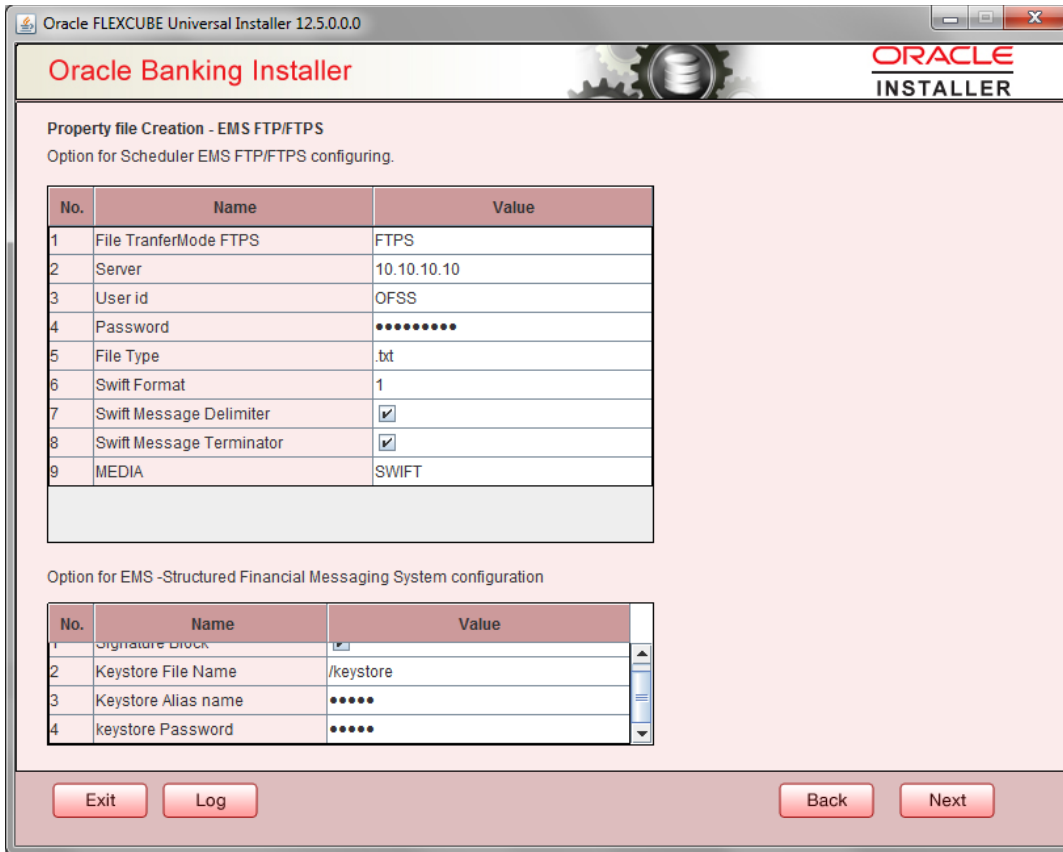 Oracle FLEXCUBE Universal Installer 12.5.0.0.0
Oracle Banking Installer
ORACLE
INSTALLER
Property file Creation - EMS FTP/FTPS
Option for Scheduler EMS FTP/FTPS configuring.
No. Name Value
1 File TranferMode FTPS FTPS
2 Server 10.10.10.10
3 User id OFSS
4 Password •••••••••
5 File Type .txt
6 Swift Format 1
7 Swift Message Delimiter
8 Swift Message Terminator
9 MEDIA SWIFT
Option for EMS -Structured Financial Messaging System configuration
No. Name Value
1 Signature Block
2 Keystore File Name /keystore
3 Keystore Alias name •••••
4 keystore Password •••••
Exit Log Back Next